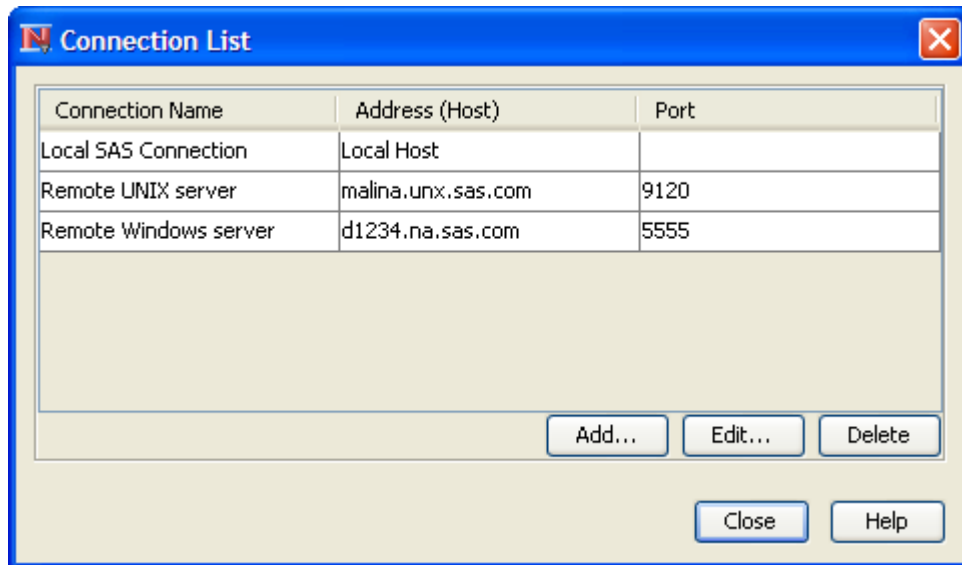 Connection List
Connection Name Address (Host) Port
Local SAS Connection Local Host
Remote UNIX server malina.unx.sas.com 9120
Remote Windows server d1234.na.sas.com 5555
Add... Edit... Delete
Close Help